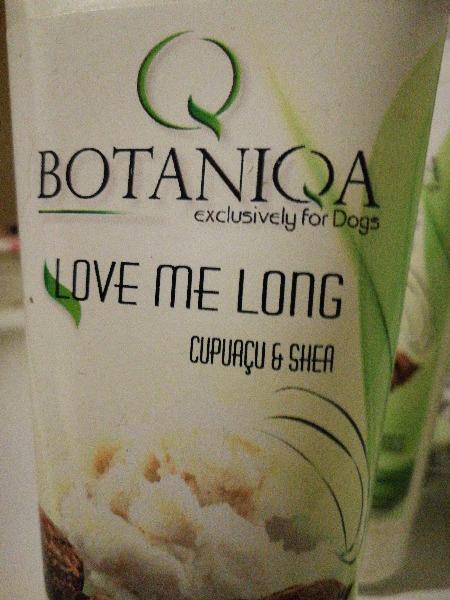 BOTANIQA
exclusively for Dogs
LOVE ME LONG
CUPUAÇU & SHEA